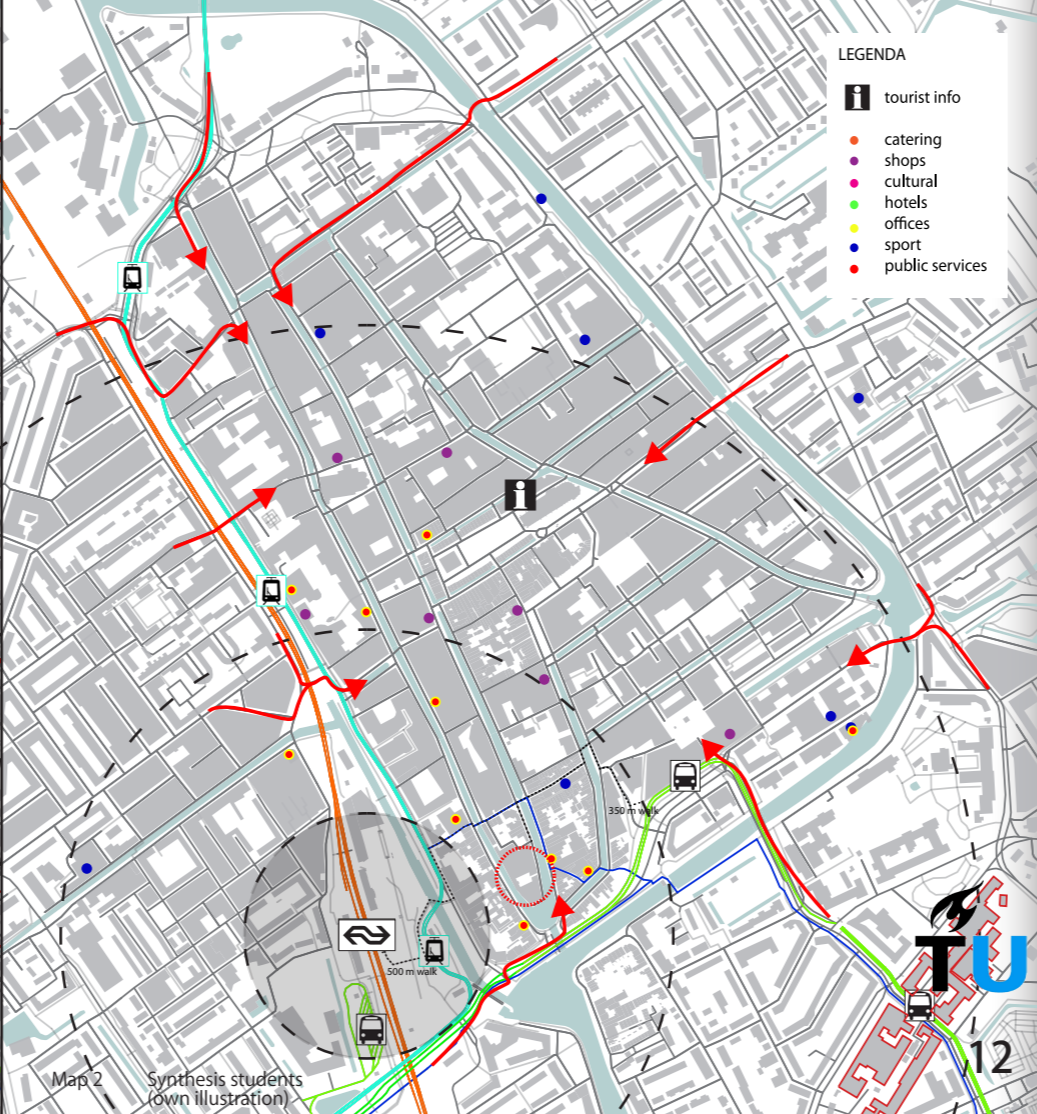 LEGENDA
i tourist info
catering
shops
cultural
hotels
offices
sport
public services
i
350 m walk
500 m walk
TU
12
Map 2 Synthesis students
(own illustration)